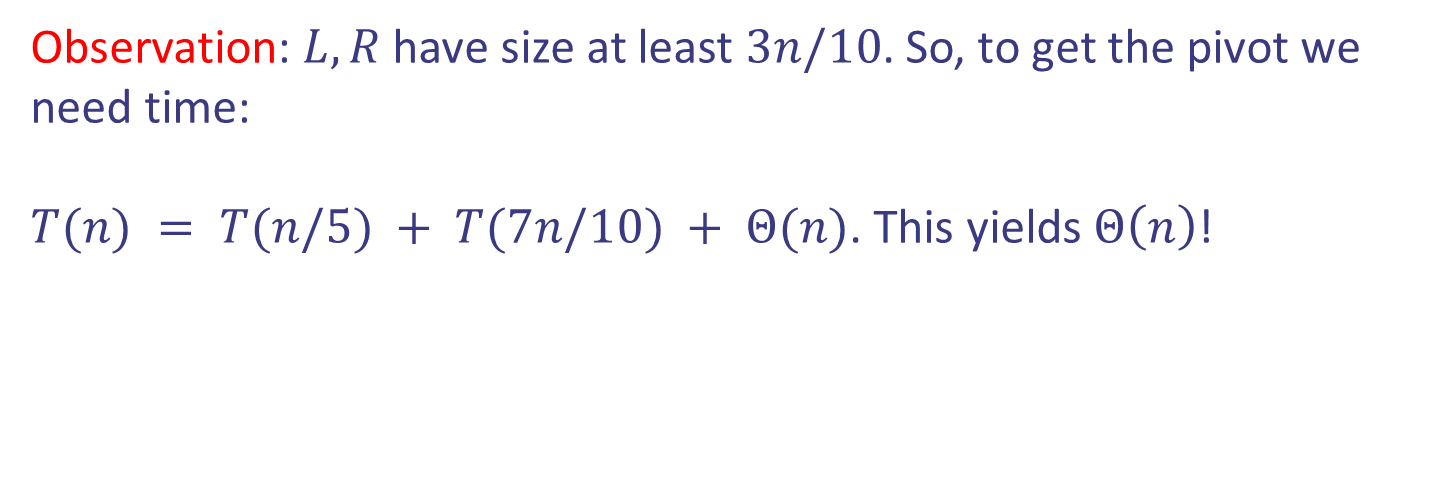 Observation: L, R have size at least 3n/10. So, to get the pivot we
need time:
T(n) = T(n/5) + T(7n/10) + Θ(n). This yields Θ(n)!